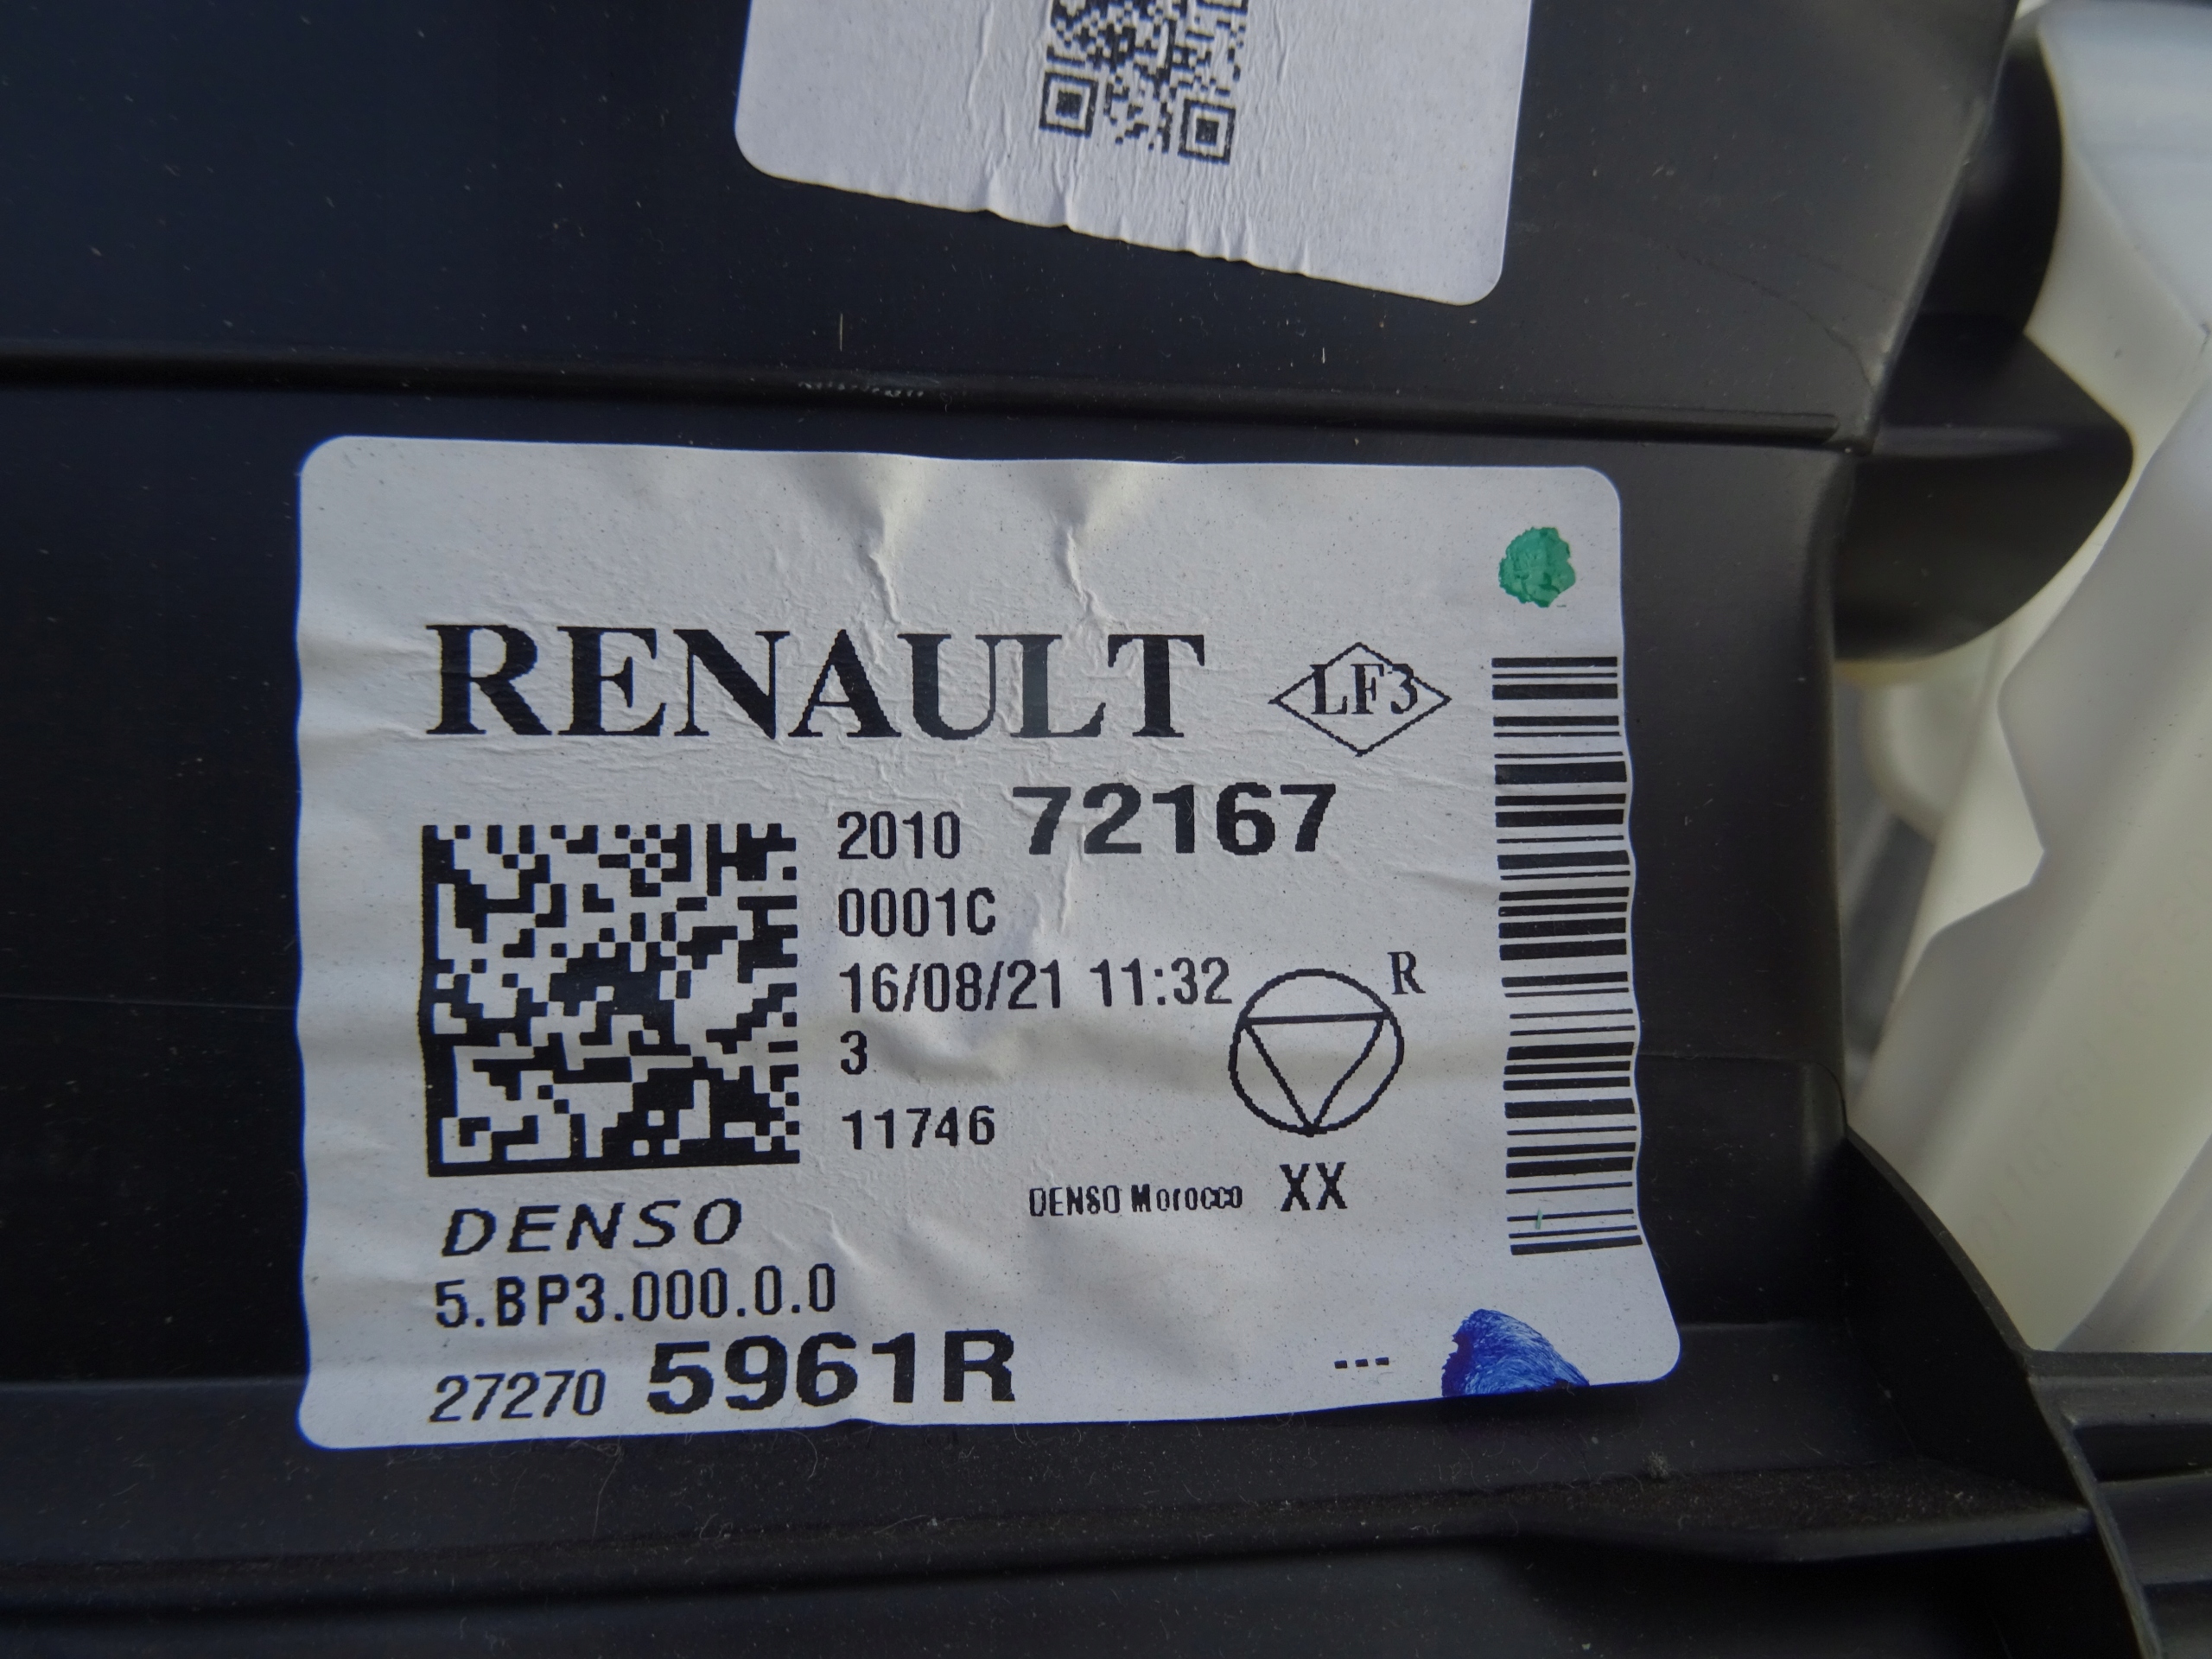 RENAULT LF3
2010 72167
0001C
16/08/21 11:32
R
3
11746
DENSO Morocco XX
DENSO
5.BP3.000.0.0
27270 5961R ---